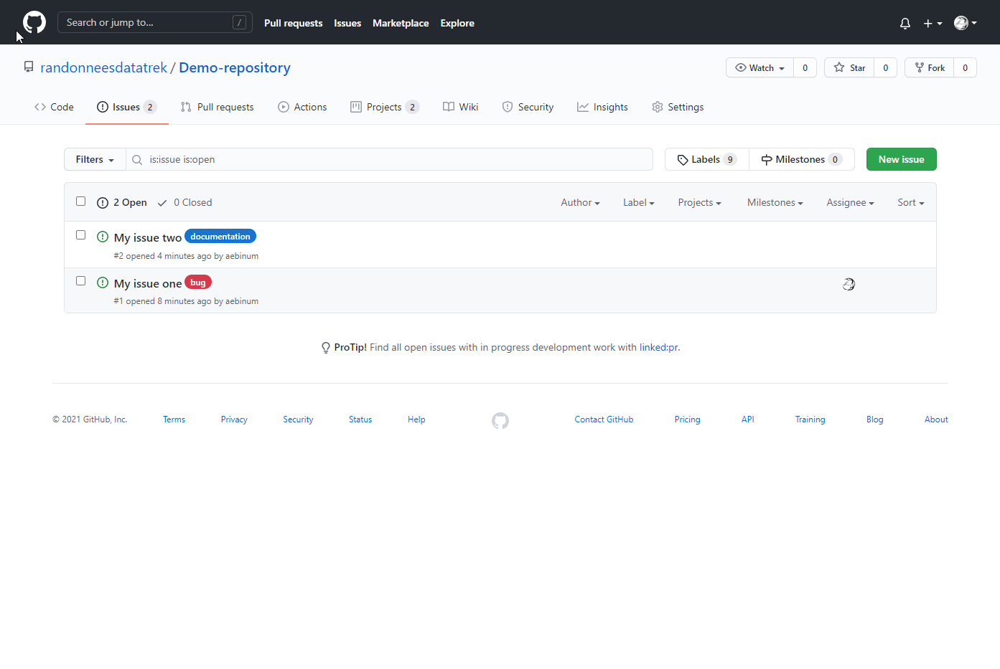 Search or jump to... / Pull requests Issues Marketplace Explore
randonneesdatatrek / Demo-repository Watch 0 Star 0 Fork 0
Code Issues 2 Pull requests Actions Projects 2 Wiki Security Insights Settings
Filters is:issue is:open Labels 9 Milestones 0 New issue
2 Open 0 Closed Author Label Projects Milestones Assignee Sort
My issue two documentation
#2 opened 4 minutes ago by aebinum
My issue one bug
#1 opened 8 minutes ago by aebinum
ProTip! Find all open issues with in progress development work with linked:pr.
© 2021 GitHub, Inc. Terms Privacy Security Status Help Contact GitHub Pricing API Training Blog About